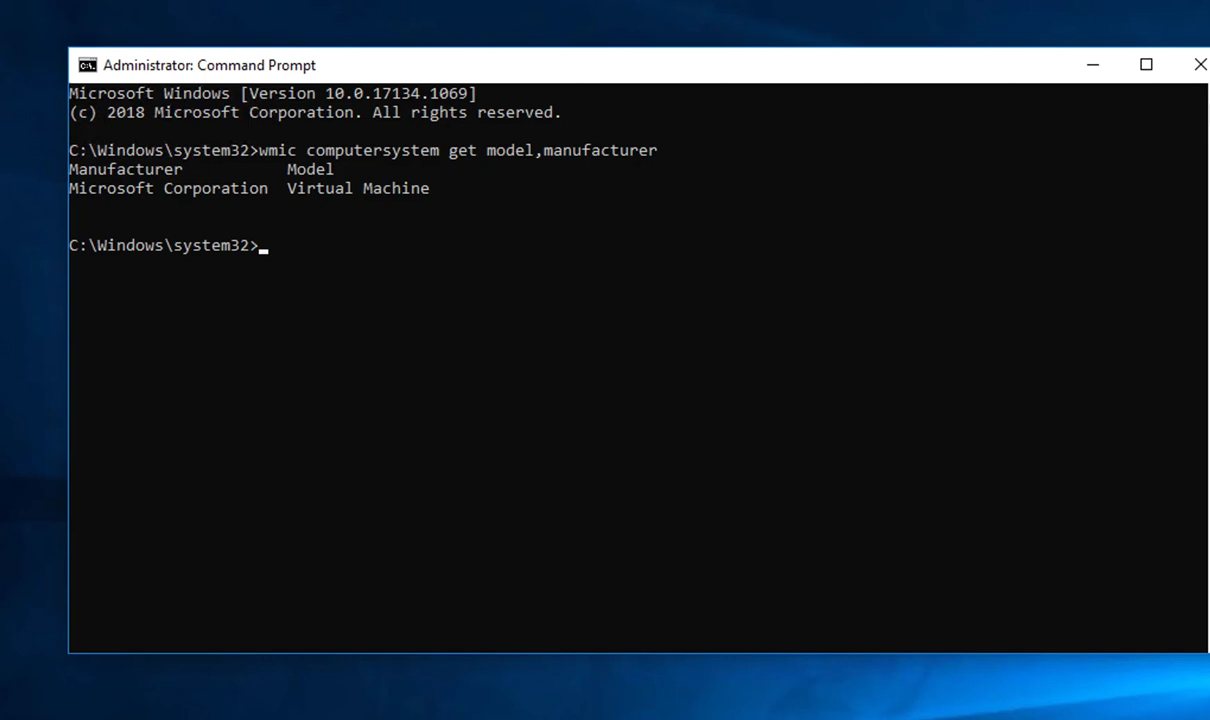 Administrator: Command Prompt
Microsoft Windows [Version 10.0.17134.1069]
(c) 2018 Microsoft Corporation. All rights reserved.
C:\Windows\system32>wmic computersystem get model,manufacturer
Manufacturer           Model
Microsoft Corporation  Virtual Machine
C:\Windows\system32>